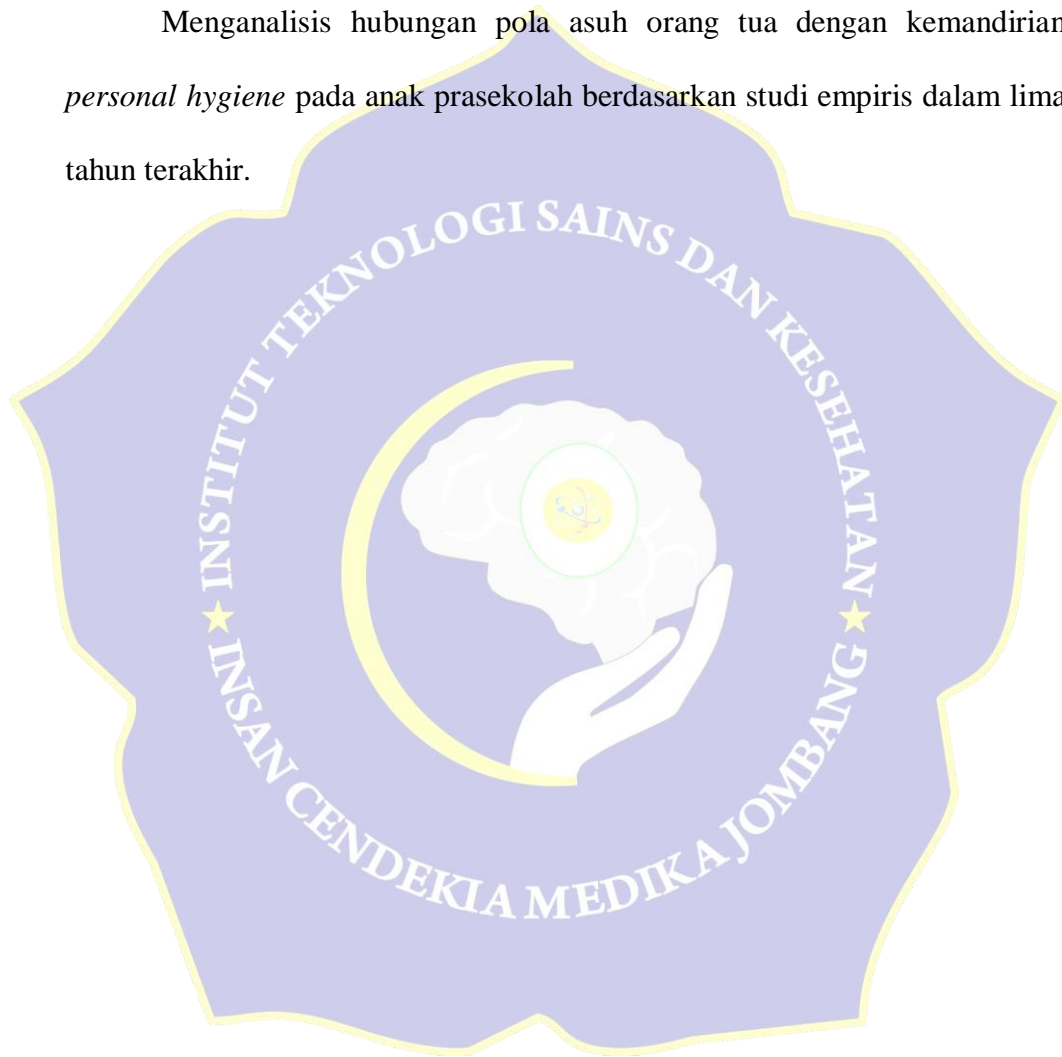 Menganalisis hubungan pola asuh orang tua dengan kemandirian
personal hygiene pada anak prasekolah berdasarkan studi empiris dalam lima
tahun terakhir.
INSTITUT TEKNOLOGI SAINS DAN KESEHATAN
INSAN CENDEKIA MEDIKA JOMBANG